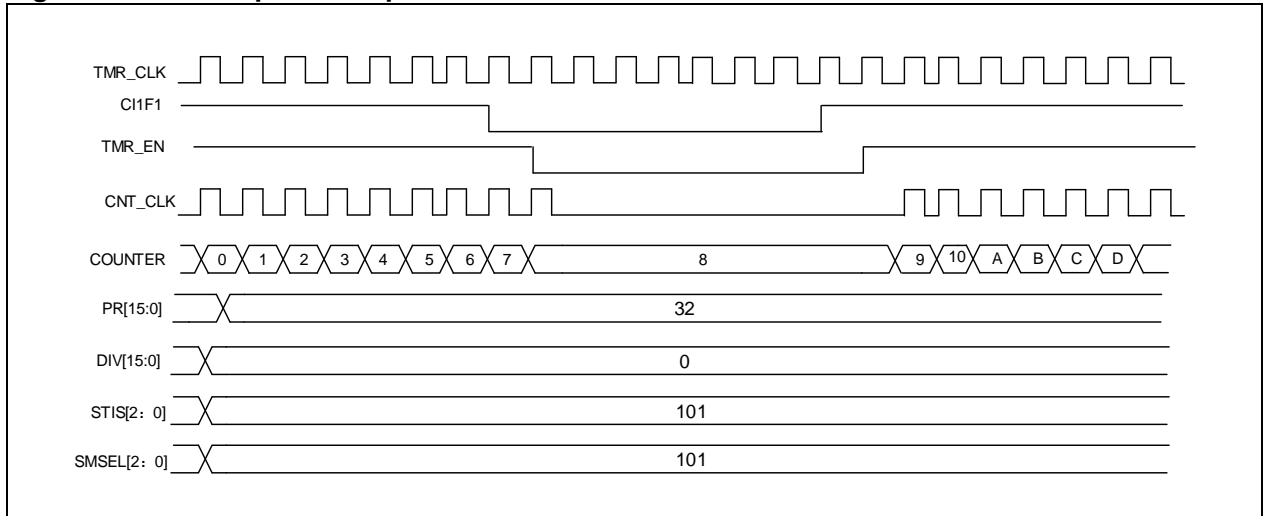 TMR_CLK
CI1F1
TMR_EN
CNT_CLK
COUNTER 0 1 2 3 4 5 6 7 8 9 10 A B C D
PR[15:0] 32
DIV[15:0] 0
STIS[2：0] 101
SMSEL[2：0] 101